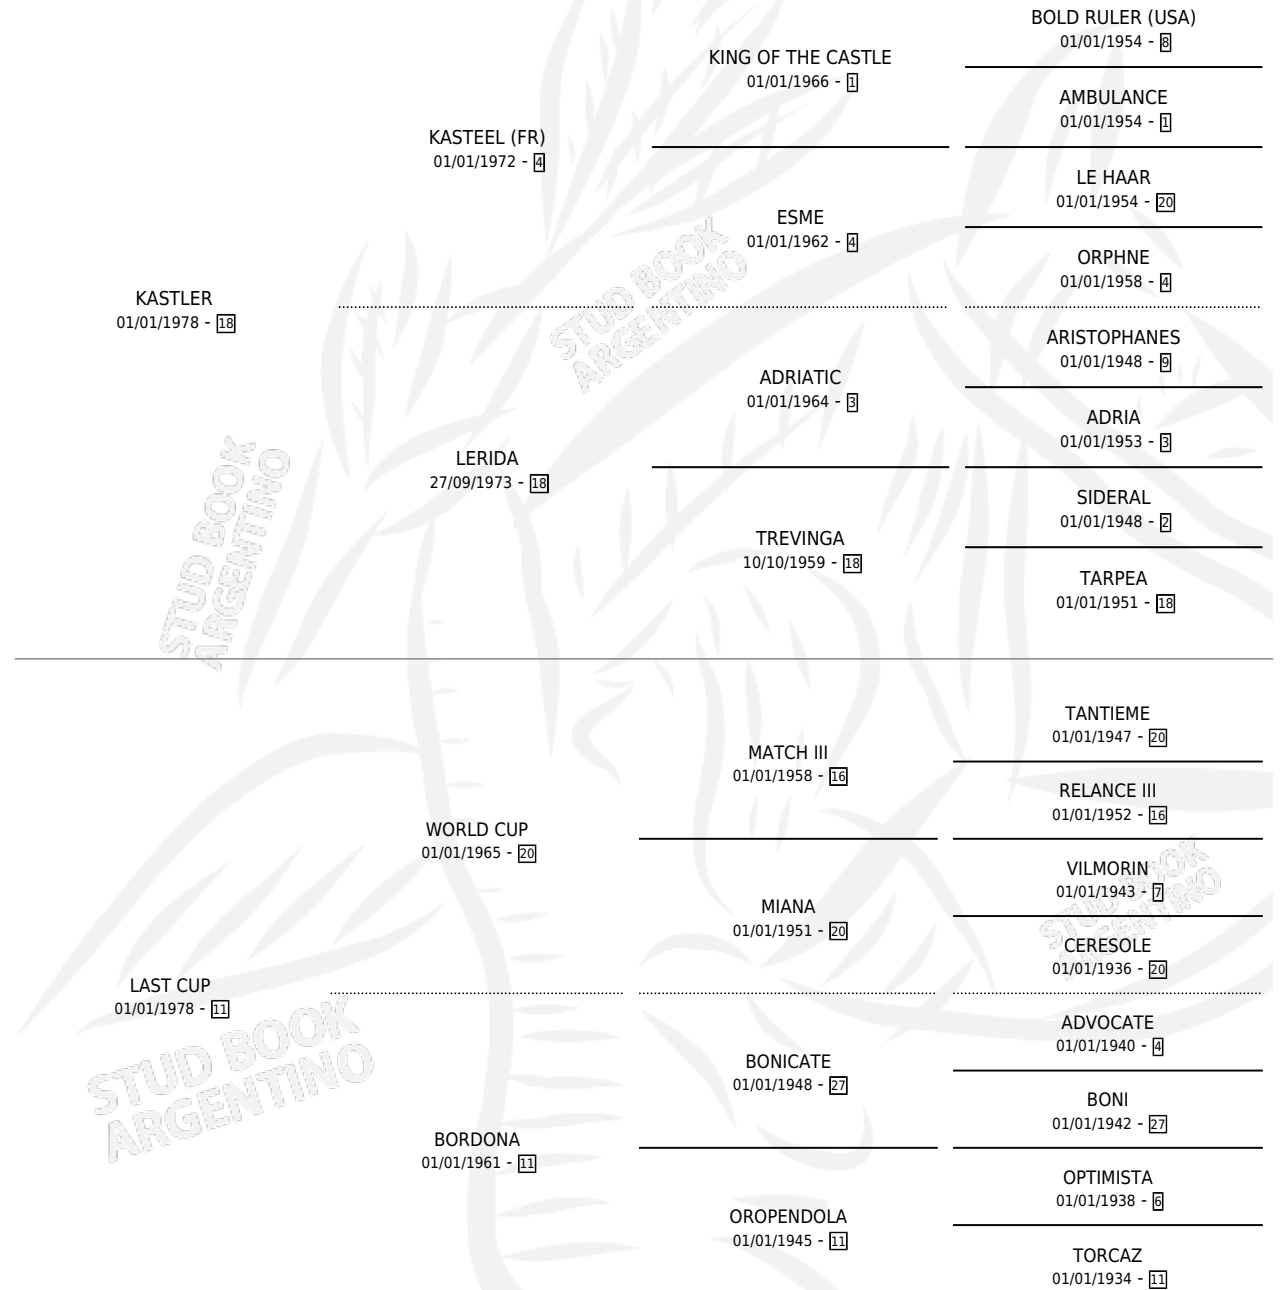 BOLD RULER (USA)
01/01/1954 - 8
KING OF THE CASTLE
01/01/1966 - 1
AMBULANCE
01/01/1954 - 1
KASTEEL (FR)
01/01/1972 - 4
LE HAAR
01/01/1954 - 20
ESME
01/01/1962 - 4
ORPHNE
01/01/1958 - 4
KASTLER
01/01/1978 - 18
STUD BOOK
ARGENTINO
ARISTOPHANES
01/01/1948 - 9
ADRIATIC
01/01/1964 - 3
ADRIA
01/01/1953 - 3
LERIDA
27/09/1973 - 18
SIDERAL
01/01/1948 - 2
TREVINGA
10/10/1959 - 18
TARPEA
01/01/1951 - 18
STUD BOOK
ARGENTINO
TANTIEME
01/01/1947 - 20
MATCH III
01/01/1958 - 16
RELANCE III
01/01/1952 - 16
WORLD CUP
01/01/1965 - 20
VILMORIN
01/01/1943 - 7
MIANA
01/01/1951 - 20
STUD BOOK
ARGENTINO
CERESOLE
01/01/1936 - 20
LAST CUP
01/01/1978 - 11
STUD BOOK
ARGENTINO
ADVOCATE
01/01/1940 - 4
BONICATE
01/01/1948 - 27
BONI
01/01/1942 - 27
BORDONA
01/01/1961 - 11
OPTIMISTA
01/01/1938 - 6
OROPENDOLA
01/01/1945 - 11
TORCAZ
01/01/1934 - 11